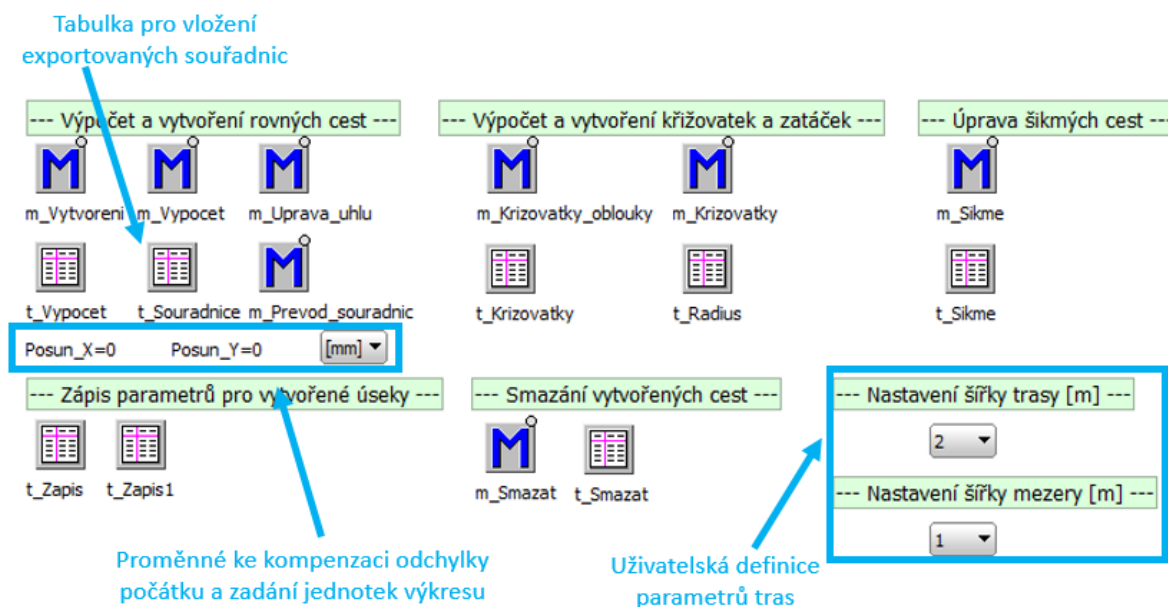 Tabulka pro vložení
exportovaných souřadnic
--- Výpočet a vytvoření rovných cest ---
--- Výpočet a vytvoření křižovatek a zatáček ---
--- Úprava šikmých cest ---
m_Vytvoreni m_Vypocet m_Uprava_uhlu
m_Krizovatky_oblouky m_Krizovatky
m_Sikme
t_Vypocet t_Souradnice m_Prevod_souradnic
t_Krizovatky t_Radius
t_Sikme
Posun_X=0 Posun_Y=0 [mm]
--- Zápis parametrů pro vytvořené úseky ---
--- Smazání vytvořených cest ---
--- Nastavení šířky trasy [m] ---
2
t_Zapis t_Zapis1
m_Smazat t_Smazat
--- Nastavení šířky mezery [m] ---
1
Proměnné ke kompenzaci odchylky
počátku a zadání jednotek výkresu
Uživatelská definice
parametrů tras